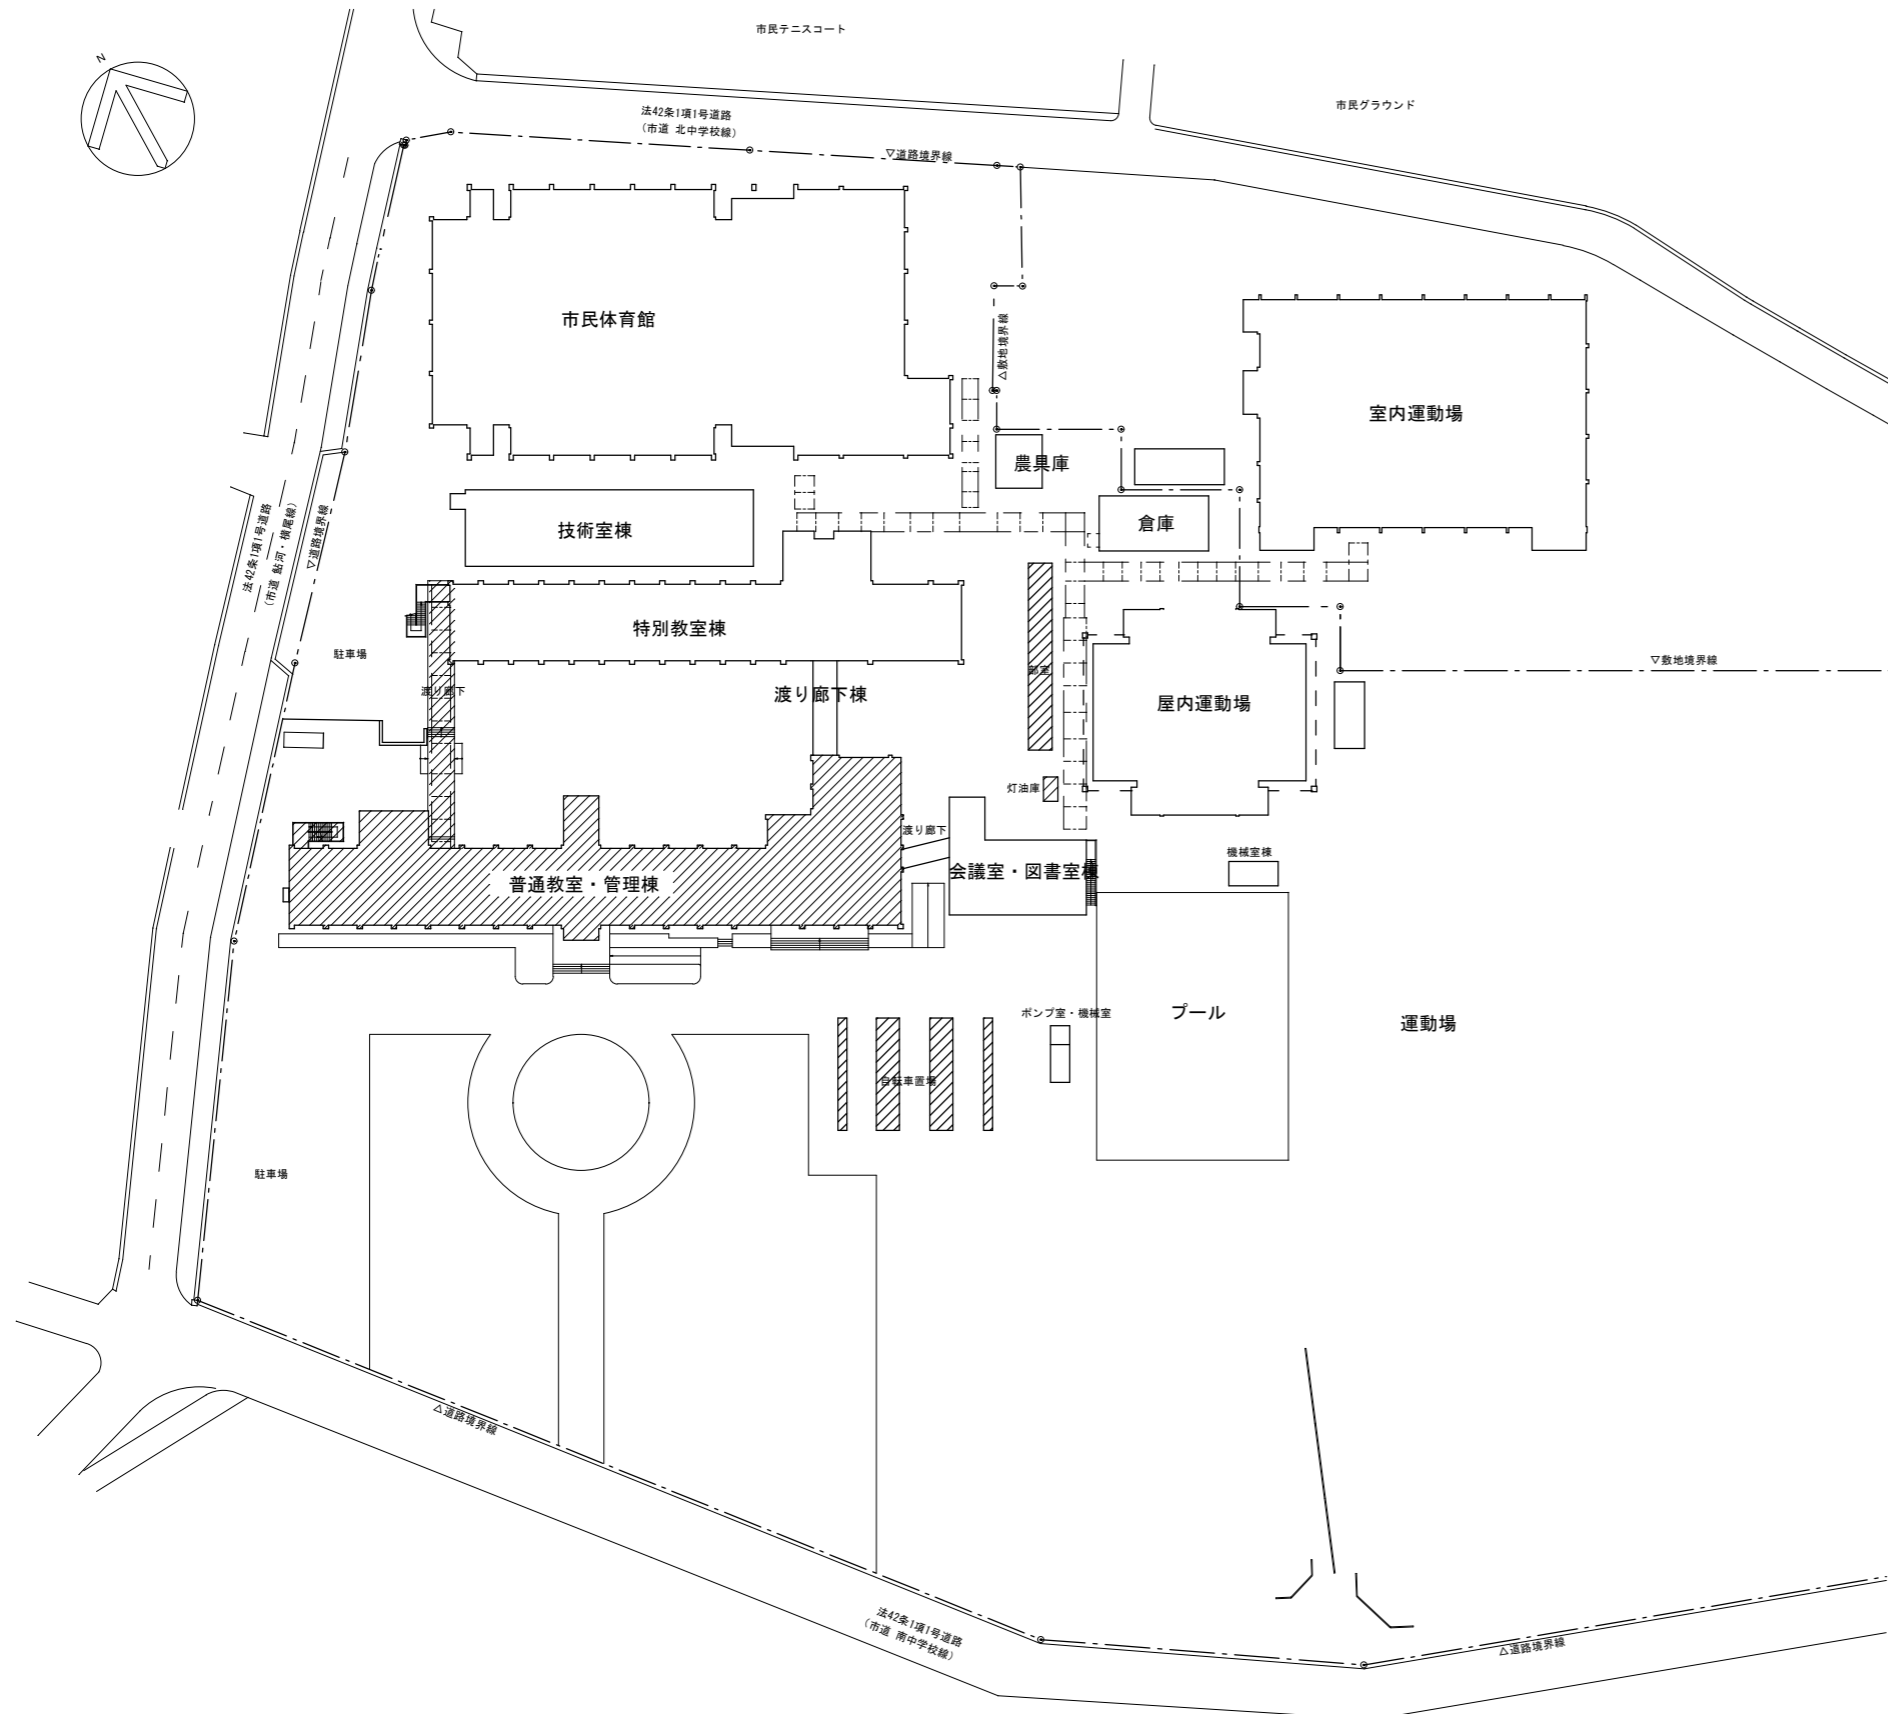 市民テニスコート
N
市民グラウンド
法42条1項1号道路
(市道 北中学校線)
▽道路境界線
市民体育館
△敷地境界線
室内運動場
農具庫
法42条1項1号道路
(市道 鮎河・横尾線)
▽道路境界線
技術室棟
倉庫
特別教室棟
駐車場
部室
▽敷地境界線
渡り廊下
渡り廊下棟
屋内運動場
灯油庫
渡り廊下
機械室棟
会議室・図書室棟
普通教室・管理棟
ポンプ室・機械室
プール
運動場
自転車置場
駐車場
△道路境界線
法42条1項1号道路
(市道 南中学校線)
△道路境界線